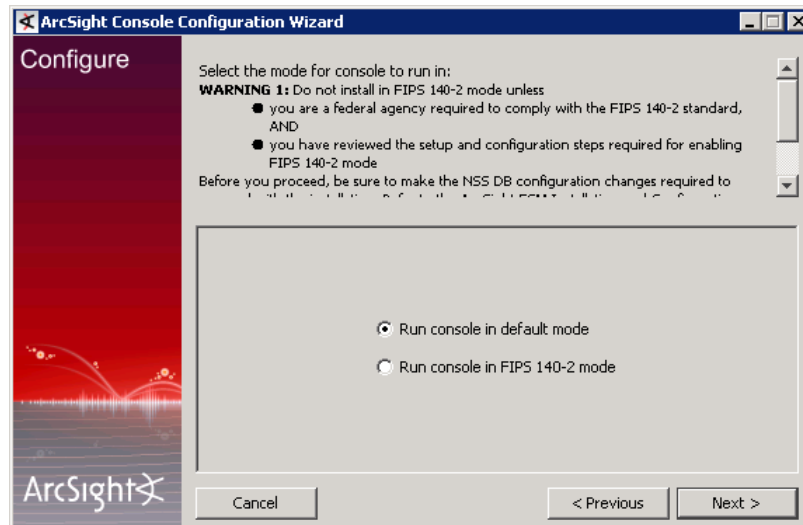 ArcSight Console Configuration Wizard
Configure
Select the mode for console to run in:
WARNING 1: Do not install in FIPS 140-2 mode unless
● you are a federal agency required to comply with the FIPS 140-2 standard,
AND
● you have reviewed the setup and configuration steps required for enabling
FIPS 140-2 mode
Before you proceed, be sure to make the NSS DB configuration changes required to
Run console in default mode
Run console in FIPS 140-2 mode
ArcSight
Cancel
< Previous
Next >